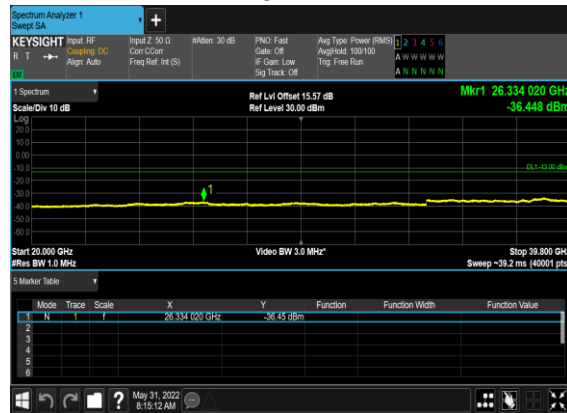 Spectrum Analyzer 1
Swept SA
+
KEYSIGHT
R T
Input: RF
Coupling: DC
Align: Auto
Input Z: 50 Ω
Corr CCorr
Freq Ref: Int (S)
#Atten: 30 dB
PNO: Fast
Gate: Off
IF Gain: Low
Sig Track: Off
Avg Type: Power (RMS)
Avg|Hold: 100/100
Trig: Free Run
1 2 3 4 5 6
A W W W W W
A N N N N N
1 Spectrum
Scale/Div 10 dB
Ref Lvl Offset 15.57 dB
Ref Level 30.00 dBm
Mkr1 26.334 020 GHz
-36.448 dBm
Log
20.0
10.0
0.00
-10.0
-20.0
-30.0
-40.0
-50.0
-60.0
DL1 -13.00 dBm
1
Start 20.000 GHz
#Res BW 1.0 MHz
Video BW 3.0 MHz*
Stop 39.800 GHz
Sweep ~39.2 ms (40001 pts
5 Marker Table
Mode Trace Scale X Y Function Function Width Function Value
1 N 1 f 26.334 020 GHz -36.45 dBm
2
3
4
5
6
? May 31, 2022
8:15:12 AM